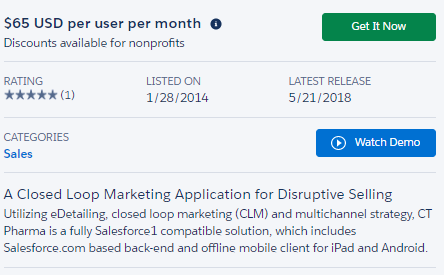 $65 USD per user per month
Get It Now
Discounts available for nonprofits
RATING
LISTED ON
LATEST RELEASE
(1)
1/28/2014
5/21/2018
CATEGORIES
Watch Demo
Sales
A Closed Loop Marketing Application for Disruptive Selling
Utilizing eDetailing, closed loop marketing (CLM) and multichannel strategy, CT
Pharma is a fully Salesforce1 compatible solution, which includes
Salesforce.com based back-end and offline mobile client for iPad and Android.